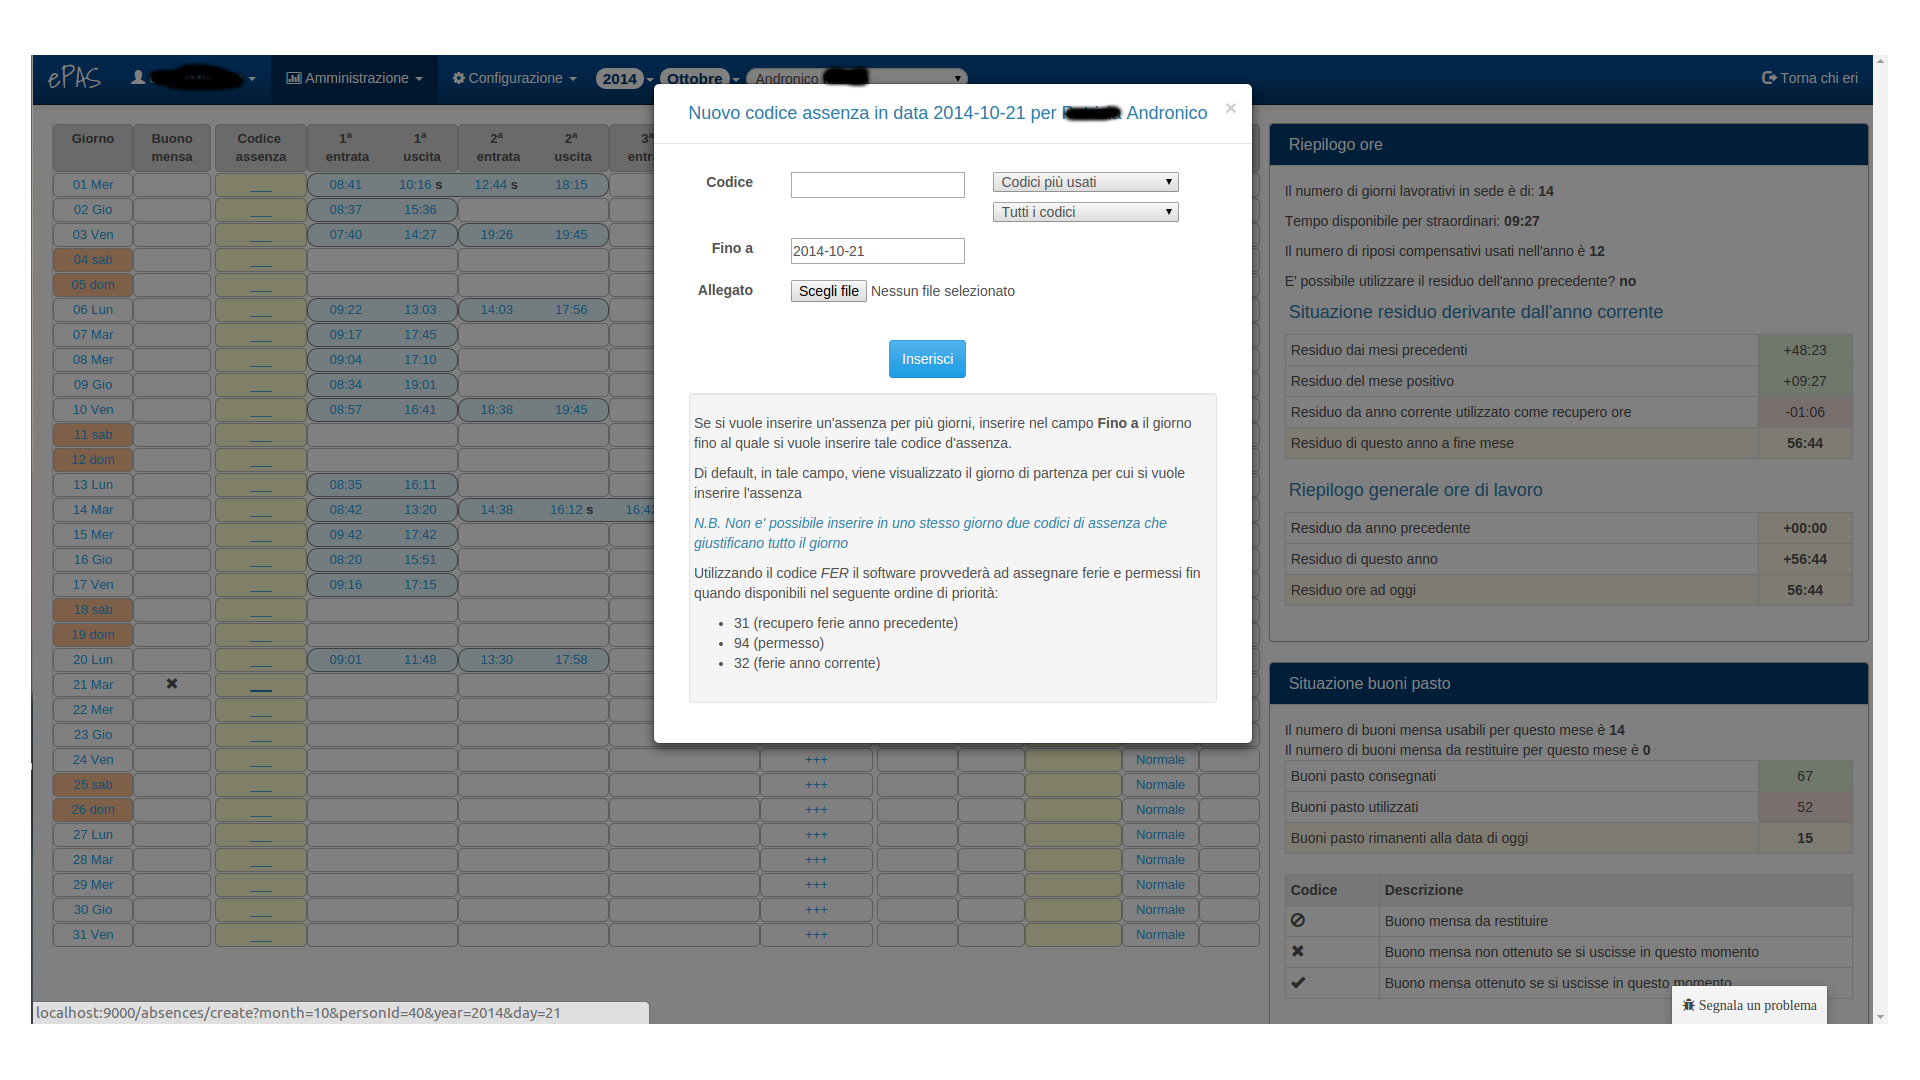 ePAS
Amministrazione
Configurazione
2014
Ottobre
Andronico
Torna chi eri
Nuovo codice assenza in data 2014-10-21 per Andronico
×
Codice
Codici più usati
Tutti i codici
Fino a
2014-10-21
Allegato
Scegli file Nessun file selezionato
Inserisci
Se si vuole inserire un'assenza per più giorni, inserire nel campo Fino a il giorno
fino al quale si vuole inserire tale codice d'assenza.
Di default, in tale campo, viene visualizzato il giorno di partenza per cui si vuole
inserire l'assenza
N.B. Non e' possibile inserire in uno stesso giorno due codici di assenza che
giustificano tutto il giorno
Utilizzando il codice FER il software provvederà ad assegnare ferie e permessi fin
quando disponibili nel seguente ordine di priorità:
• 31 (recupero ferie anno precedente)
• 94 (permesso)
• 32 (ferie anno corrente)
Giorno Buono mensa Codice assenza 1ª entrata 1ª uscita 2ª entrata 2ª uscita 3ª
01 Mer ___ 08:41 10:16 s 12:44 s 18:15
02 Gio ___ 08:37 15:36
03 Ven ___ 07:40 14:27 19:26 19:45
04 sab ___
05 dom ___
06 Lun ___ 09:22 13:03 14:03 17:56
07 Mar ___ 09:17 17:45
08 Mer ___ 09:04 17:10
09 Gio ___ 08:34 19:01
10 Ven ___ 08:57 16:41 18:38 19:45
11 sab ___
12 dom ___
13 Lun ___ 08:35 16:11
14 Mar ___ 08:42 13:20 14:38 16:12 s
15 Mer ___ 09:42 17:42
16 Gio ___ 08:20 15:51
17 Ven ___ 09:16 17:15
18 sab ___
19 dom ___
20 Lun ___ 09:01 11:48 13:30 17:58
21 Mar ✖ ___
22 Mer ___
23 Gio ___
24 Ven ___ +++ Normale
25 sab ___ +++ Normale
26 dom ___ +++ Normale
27 Lun ___ +++ Normale
28 Mar ___ +++ Normale
29 Mer ___ +++ Normale
30 Gio ___ +++ Normale
31 Ven ___ +++ Normale
Riepilogo ore
Il numero di giorni lavorativi in sede è di: 14
Tempo disponibile per straordinari: 09:27
Il numero di riposi compensativi usati nell'anno è 12
E' possibile utilizzare il residuo dell'anno precedente? no
Situazione residuo derivante dall'anno corrente
Residuo dai mesi precedenti +48:23
Residuo del mese positivo +09:27
Residuo da anno corrente utilizzato come recupero ore -01:06
Residuo di questo anno a fine mese 56:44
Riepilogo generale ore di lavoro
Residuo da anno precedente +00:00
Residuo di questo anno +56:44
Residuo ore ad oggi 56:44
Situazione buoni pasto
Il numero di buoni mensa usabili per questo mese è 14
Il numero di buoni mensa da restituire per questo mese è 0
Buoni pasto consegnati 67
Buoni pasto utilizzati 52
Buoni pasto rimanenti alla data di oggi 15
Codice Descrizione
Buono mensa da restituire
✖ Buono mensa non ottenuto se si uscisse in questo momento
✔ Buono mensa ottenuto se si uscisse in questo momento
Segnala un problema
localhost:9000/absences/create?month=10&personId=40&year=2014&day=21